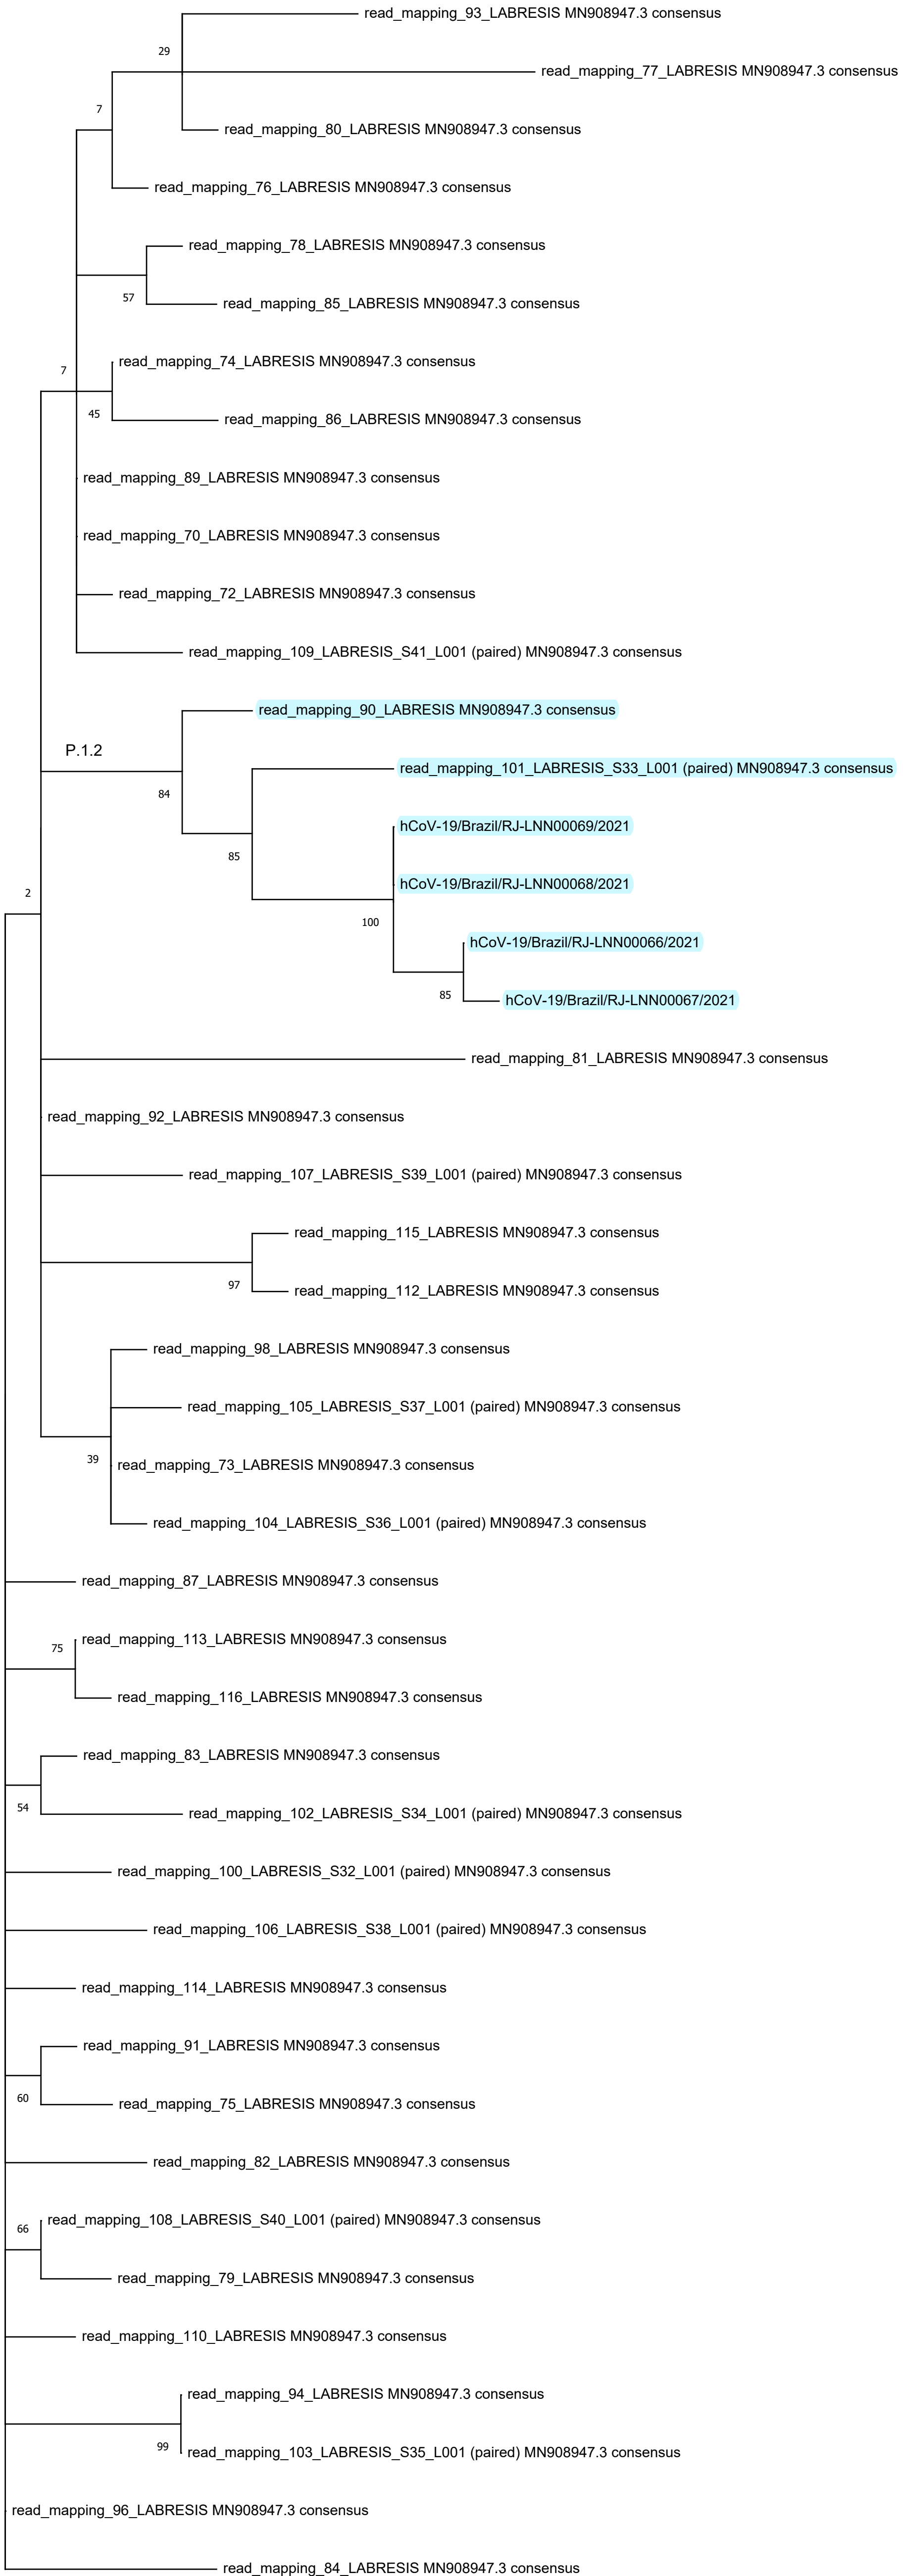 read_mapping_93_LABRESIS MN908947.3 consensus
29
read_mapping_77_LABRESIS MN908947.3 consensus
7
read_mapping_80_LABRESIS MN908947.3 consensus
read_mapping_76_LABRESIS MN908947.3 consensus
read_mapping_78_LABRESIS MN908947.3 consensus
57
read_mapping_85_LABRESIS MN908947.3 consensus
read_mapping_74_LABRESIS MN908947.3 consensus
7
45
read_mapping_86_LABRESIS MN908947.3 consensus
read_mapping_89_LABRESIS MN908947.3 consensus
read_mapping_70_LABRESIS MN908947.3 consensus
read_mapping_72_LABRESIS MN908947.3 consensus
read_mapping_109_LABRESIS_S41_L001 (paired) MN908947.3 consensus
read_mapping_90_LABRESIS MN908947.3 consensus
P.1.2
read_mapping_101_LABRESIS_S33_L001 (paired) MN908947.3 consensus
84
hCoV-19/Brazil/RJ-LNN00069/2021
85
hCoV-19/Brazil/RJ-LNN00068/2021
2
100
hCoV-19/Brazil/RJ-LNN00066/2021
85
hCoV-19/Brazil/RJ-LNN00067/2021
read_mapping_81_LABRESIS MN908947.3 consensus
read_mapping_92_LABRESIS MN908947.3 consensus
read_mapping_107_LABRESIS_S39_L001 (paired) MN908947.3 consensus
read_mapping_115_LABRESIS MN908947.3 consensus
97
read_mapping_112_LABRESIS MN908947.3 consensus
read_mapping_98_LABRESIS MN908947.3 consensus
read_mapping_105_LABRESIS_S37_L001 (paired) MN908947.3 consensus
39
read_mapping_73_LABRESIS MN908947.3 consensus
read_mapping_104_LABRESIS_S36_L001 (paired) MN908947.3 consensus
read_mapping_87_LABRESIS MN908947.3 consensus
read_mapping_113_LABRESIS MN908947.3 consensus
75
read_mapping_116_LABRESIS MN908947.3 consensus
read_mapping_83_LABRESIS MN908947.3 consensus
54
read_mapping_102_LABRESIS_S34_L001 (paired) MN908947.3 consensus
read_mapping_100_LABRESIS_S32_L001 (paired) MN908947.3 consensus
read_mapping_106_LABRESIS_S38_L001 (paired) MN908947.3 consensus
read_mapping_114_LABRESIS MN908947.3 consensus
read_mapping_91_LABRESIS MN908947.3 consensus
60
read_mapping_75_LABRESIS MN908947.3 consensus
read_mapping_82_LABRESIS MN908947.3 consensus
read_mapping_108_LABRESIS_S40_L001 (paired) MN908947.3 consensus
66
read_mapping_79_LABRESIS MN908947.3 consensus
read_mapping_110_LABRESIS MN908947.3 consensus
read_mapping_94_LABRESIS MN908947.3 consensus
99
read_mapping_103_LABRESIS_S35_L001 (paired) MN908947.3 consensus
read_mapping_96_LABRESIS MN908947.3 consensus
read_mapping_84_LABRESIS MN908947.3 consensus